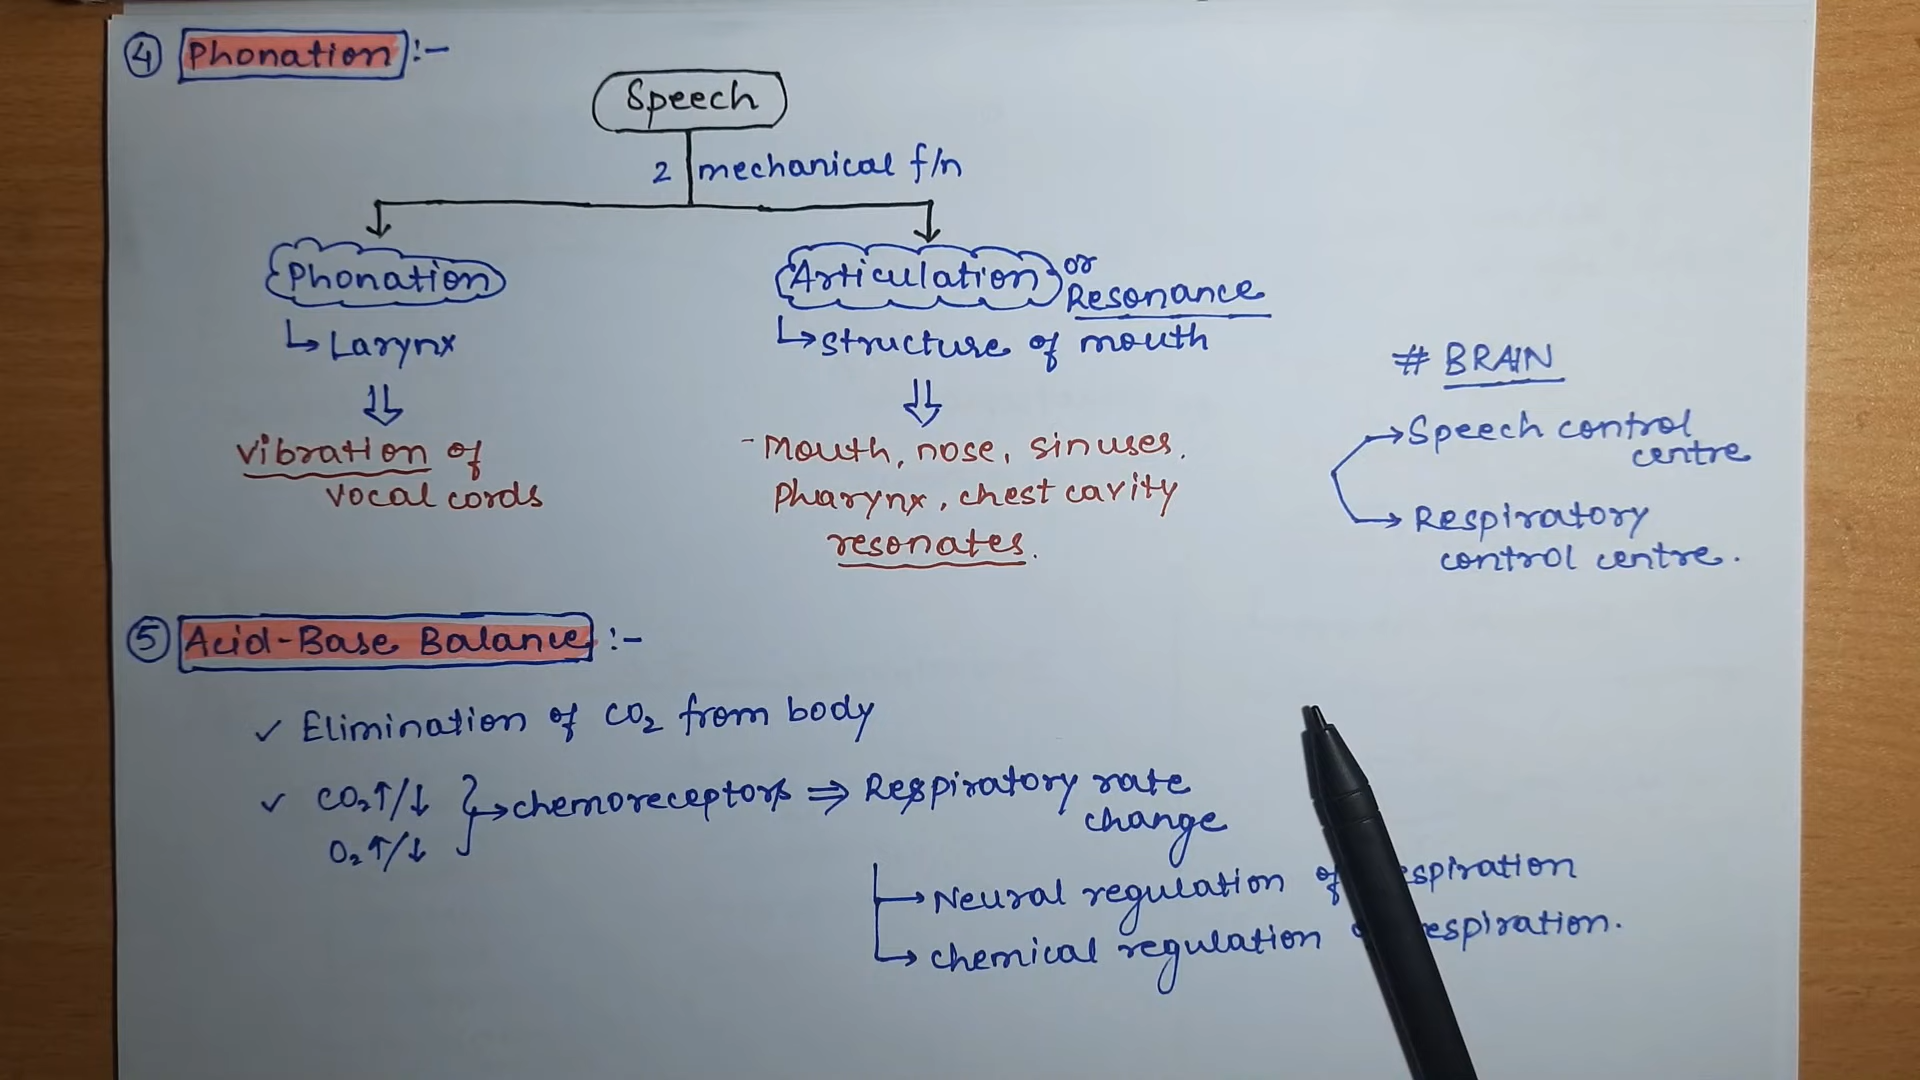 ④ Phonation :-
Speech
2 mechanical f/n
Phonation
Articulation or
Resonance
↳ Larynx
↳ structure of mouth
⇓
⇓
vibration of
vocal cords
- Mouth, nose, sinuses.
Pharynx, chest cavity
resonates.
# BRAIN
→ Speech control
centre
→ Respiratory
control centre.
⑤ Acid-Base Balance :-
✓ Elimination of CO₂ from body
✓ CO₂↑/↓ } → chemoreceptors ⇒ Respiratory rate
O₂↑/↓
change
→ Neural regulation of
→ chemical regulation